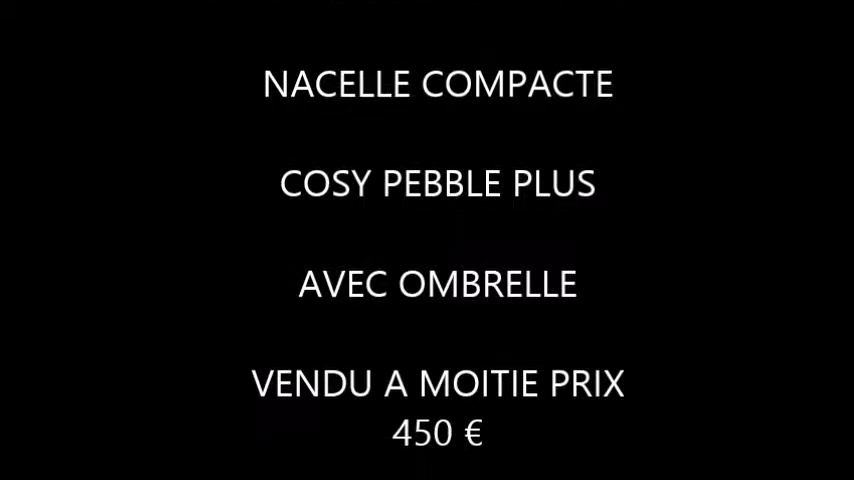 NACELLE COMPACTE
COSY PEBBLE PLUS
AVEC OMBRELLE
VENDU A MOITIE PRIX
450 €